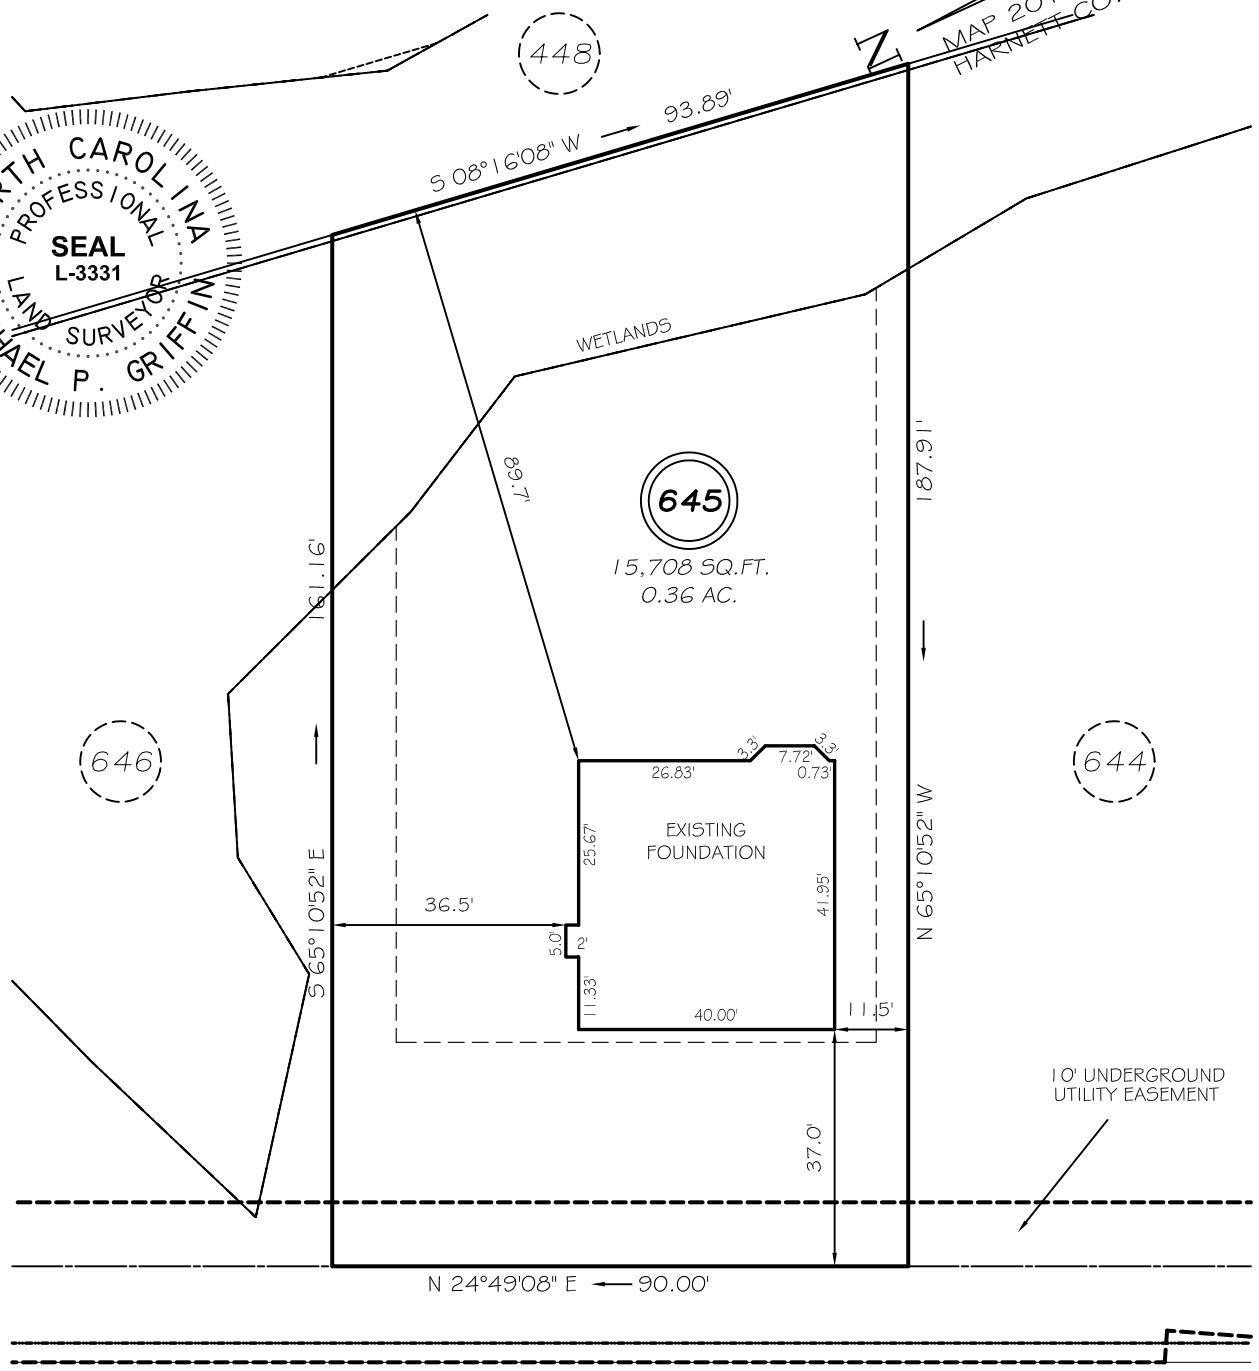 448
N
MAP 20
HARNETT CO
S 08°16'08" W
93.89'
CAROLINA
PROFESSIONAL
SEAL
L-3331
LAND SURVEYOR
P. GRIFFIN
WETLANDS
89.7'
187.91'
645
15,708 SQ.FT.
0.36 AC.
161.16'
646
644
3.3'
7.72'
3.3'
26.83'
0.73'
EXISTING
FOUNDATION
25.67'
41.95'
S 65°10'52" E
N 65°10'52" W
36.5'
5.0'
2'
11.33'
40.00'
11.5'
10' UNDERGROUND
UTILITY EASEMENT
37.0'
N 24°49'08" E
90.00'